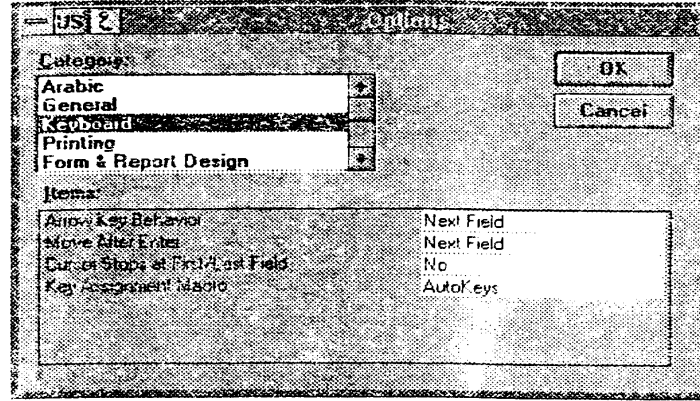 US Options
Category:
Arabic
General
Keyboard
Printing
Form & Report Design
OK
Cancel
Items:
Arrow Key Behavior Next Field
Move After Enter Next Field
Cursor Stops at First/Last Field No
Key Assignment Macro AutoKeys